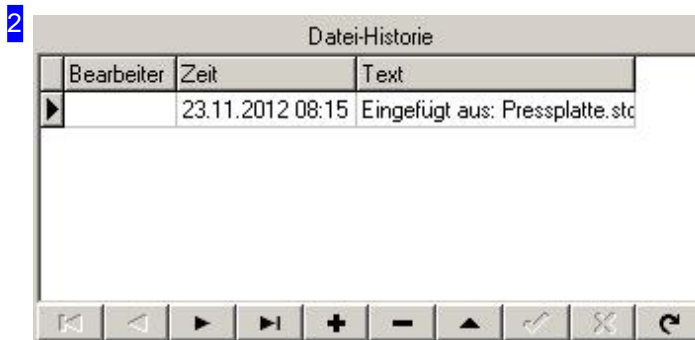 2
Datei-Historie
Bearbeiter Zeit Text
23.11.2012 08:15 Eingefügt aus: Pressplatte.stc